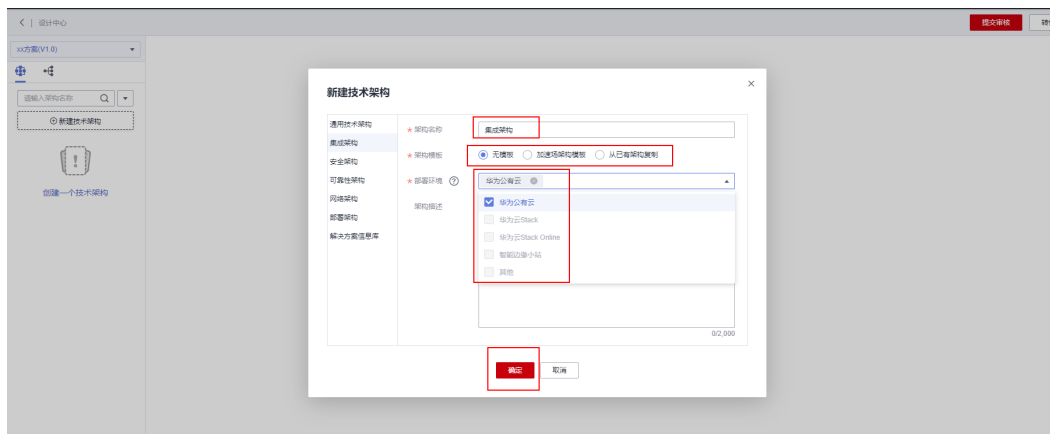 设计中心
提交审核
xx方案(V1.0)
请输入架构名称
新建技术架构
创建一个技术架构
新建技术架构
通用技术架构
集成架构
安全架构
可靠性架构
网络架构
部署架构
解决方案信息库
* 架构名称
集成架构
* 架构模板
无模板 加速场架构模板 从已有架构复制
* 部署环境 ?
华为公有云
华为公有云
华为云Stack
华为云Stack Online
智能边缘小站
其他
架构描述
0/2,000
确定 取消